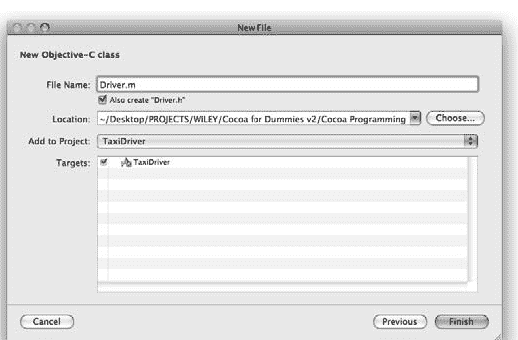 New File
New Objective-C class
File Name: Driver.m
Also create "Driver.h"
Location: ~/Desktop/PROJECTS/WILEY/Cocoa for Dummies v2/Cocoa Programming Choose...
Add to Project: TaxiDriver
Targets: TaxiDriver
Cancel Previous Finish